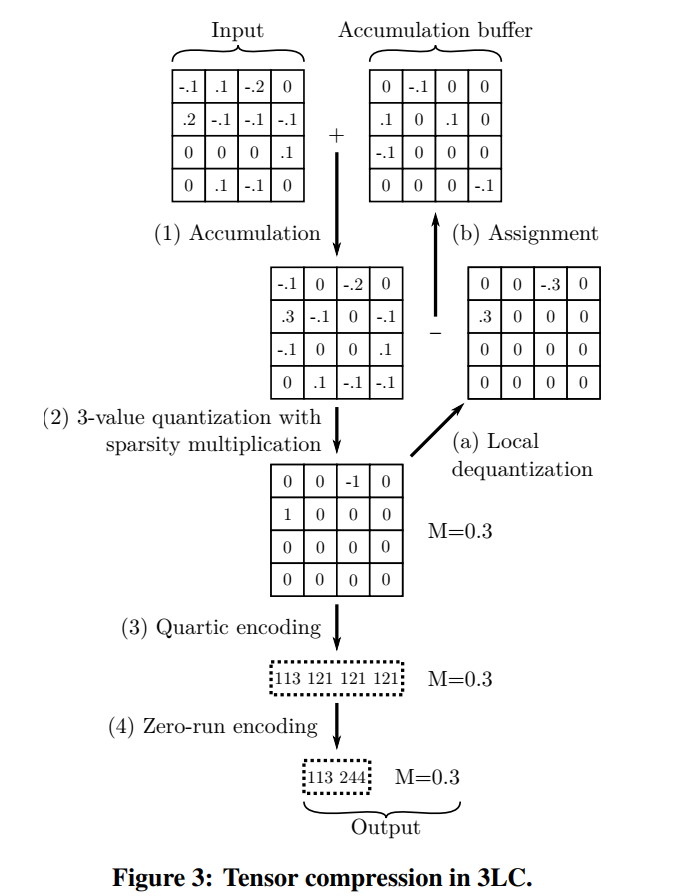 Input Accumulation buffer
-.1 .1 -.2 0 0 -.1 0 0
.2 -.1 -.1 -.1 .1 0 .1 0
+
0 0 0 .1 -.1 0 0 0
0 .1 -.1 0 0 0 0 -.1
(1) Accumulation (b) Assignment
-.1 0 -.2 0 0 0 -.3 0
.3 -.1 0 -.1 .3 0 0 0
–
-.1 0 0 .1 0 0 0 0
0 .1 -.1 -.1 0 0 0 0
(2) 3-value quantization with
sparsity multiplication
(a) Local
dequantization
0 0 -1 0
1 0 0 0
M=0.3
0 0 0 0
0 0 0 0
(3) Quartic encoding
113 121 121 121 M=0.3
(4) Zero-run encoding
113 244 M=0.3
Output
Figure 3: Tensor compression in 3LC.